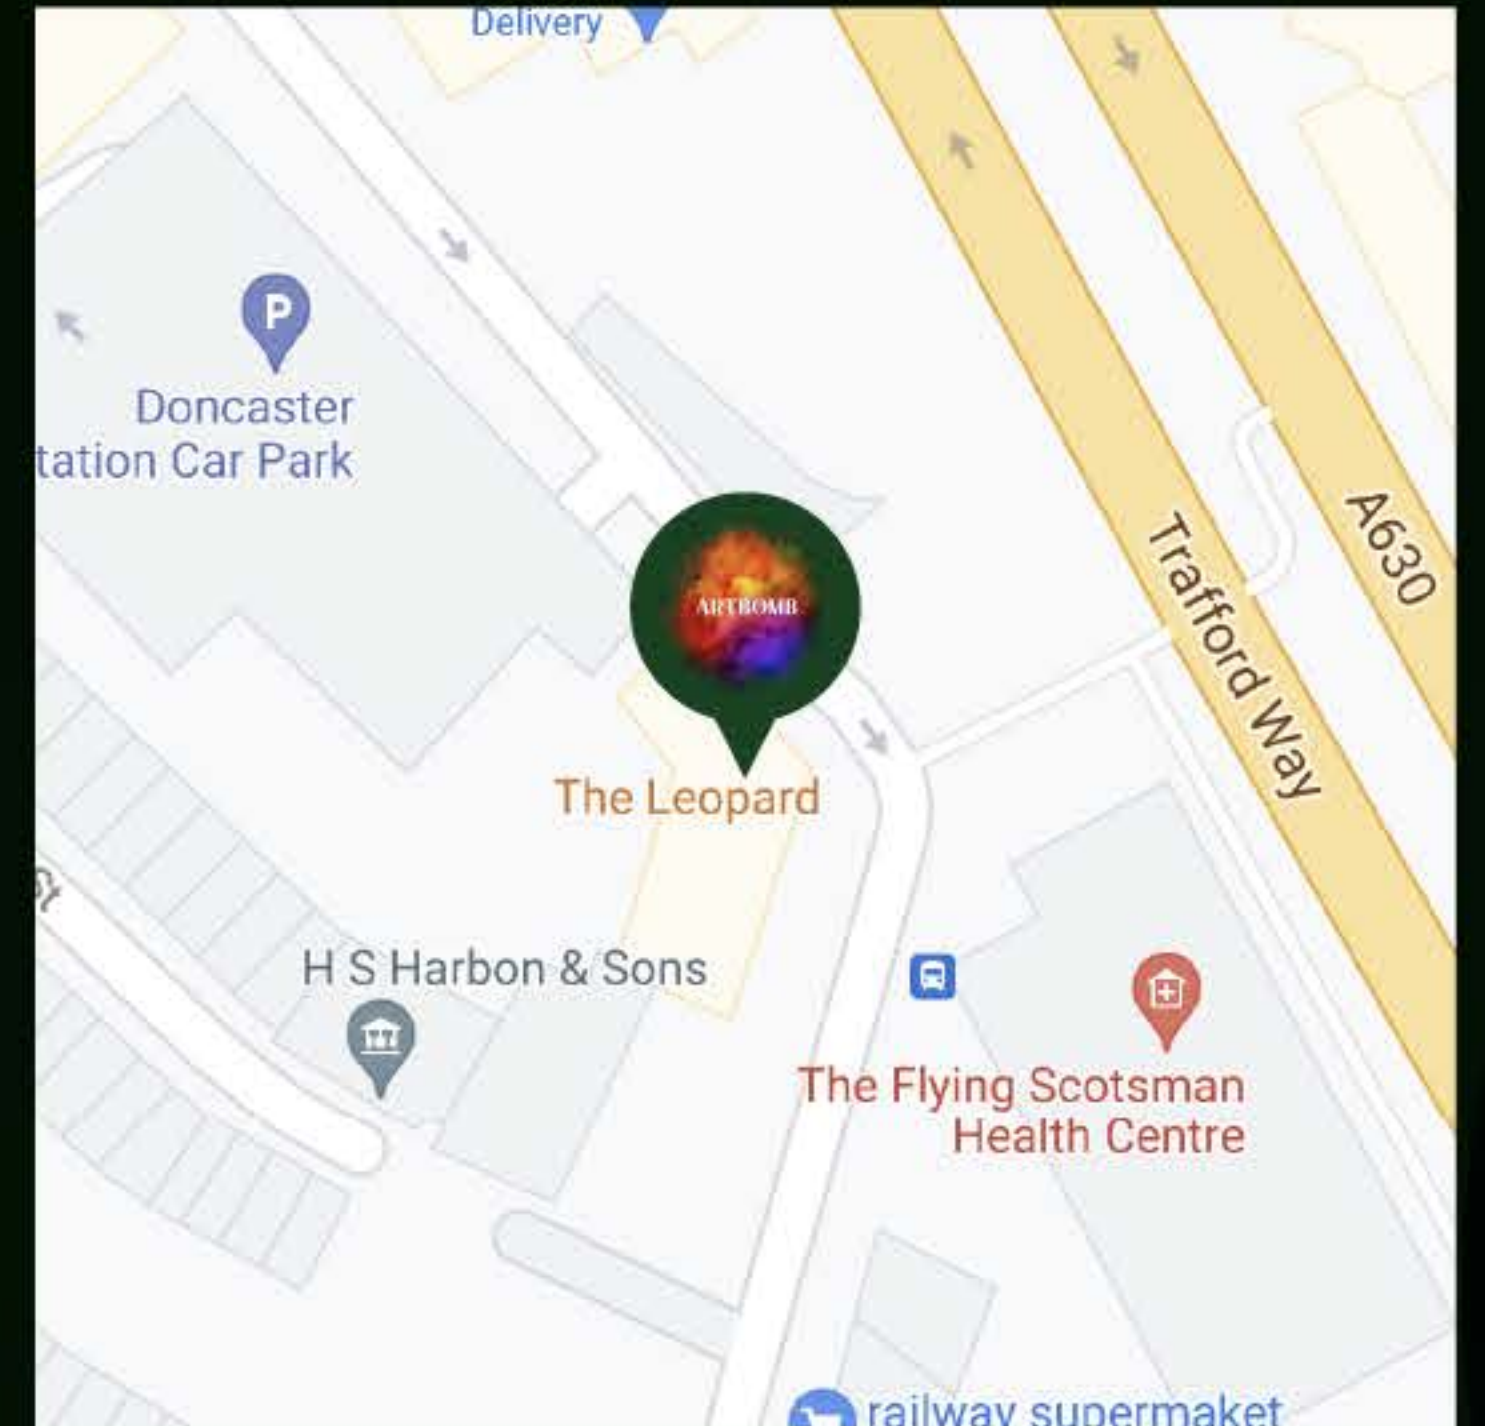 Delivery
P
Doncaster
tation Car Park
ARTBOMB
A630
Trafford Way
The Leopard
St
H S Harbon & Sons
The Flying Scotsman
Health Centre
railway supermaket